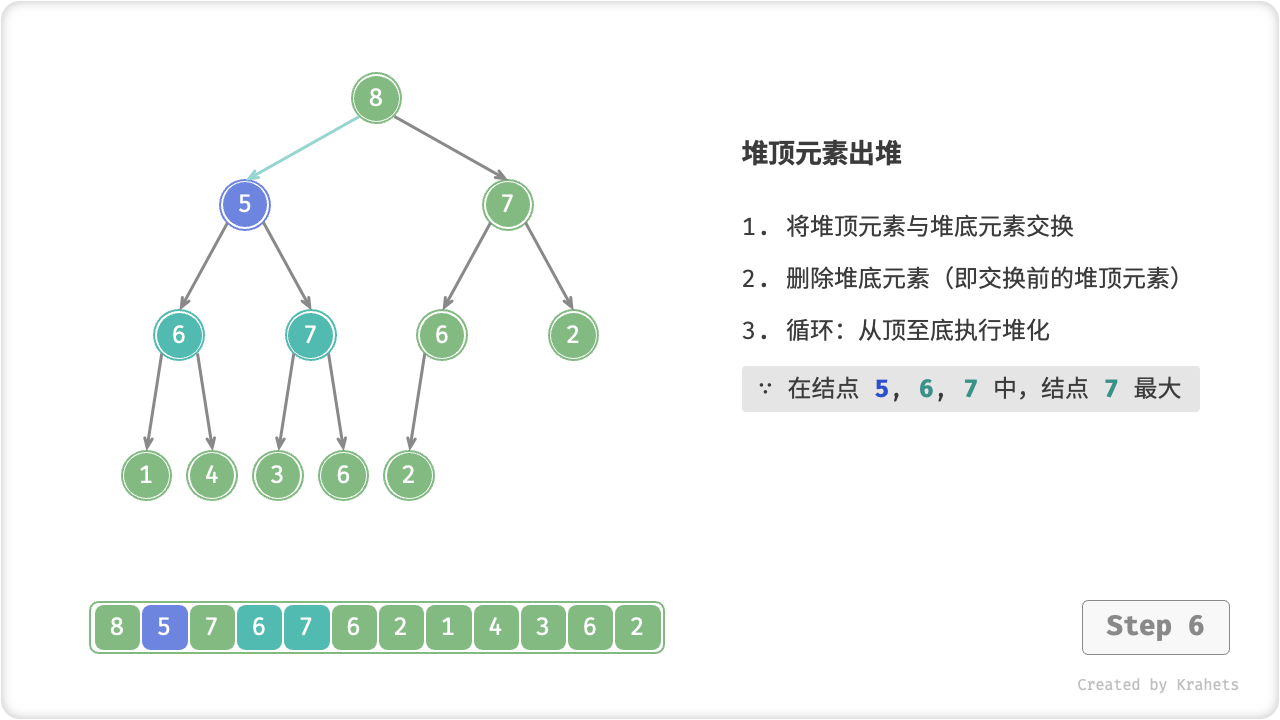 8
5 7
6 7 6 2
1 4 3 6 2
堆顶元素出堆
1. 将堆顶元素与堆底元素交换
2. 删除堆底元素（即交换前的堆顶元素）
3. 循环：从顶至底执行堆化
∵ 在结点 5, 6, 7 中，结点 7 最大
8 5 7 6 7 6 2 1 4 3 6 2
Step 6
Created by Krahets